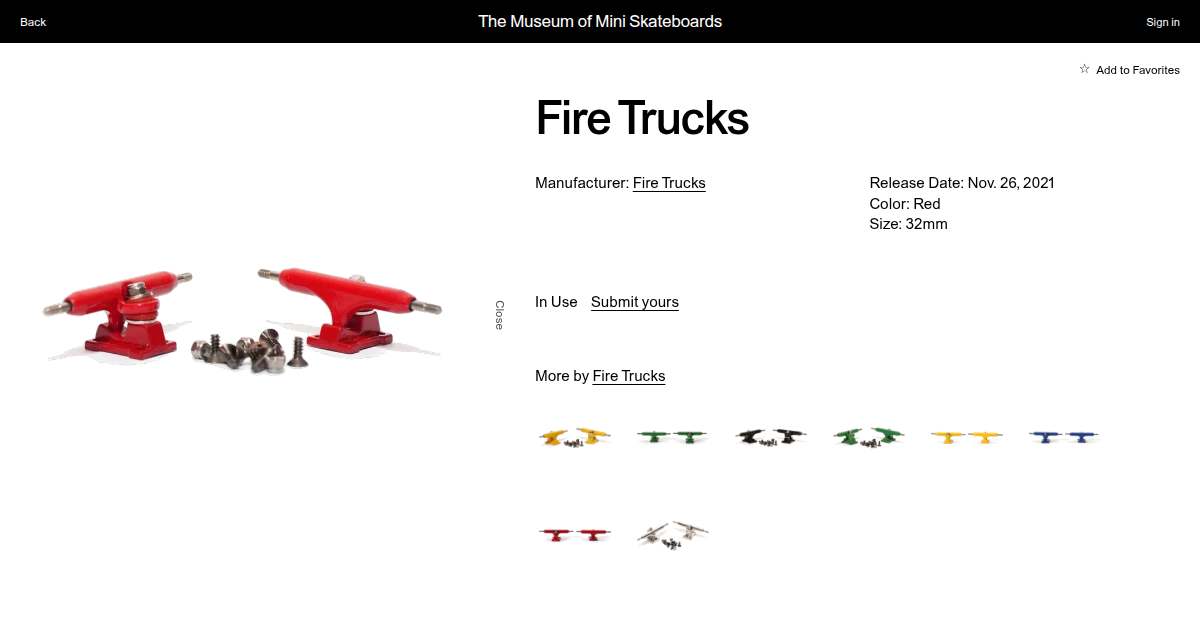 Back
The Museum of Mini Skateboards
Sign in
☆ Add to Favorites
Fire Trucks
Manufacturer: Fire Trucks
Release Date: Nov. 26, 2021
Color: Red
Size: 32mm
Close
In Use Submit yours
More by Fire Trucks